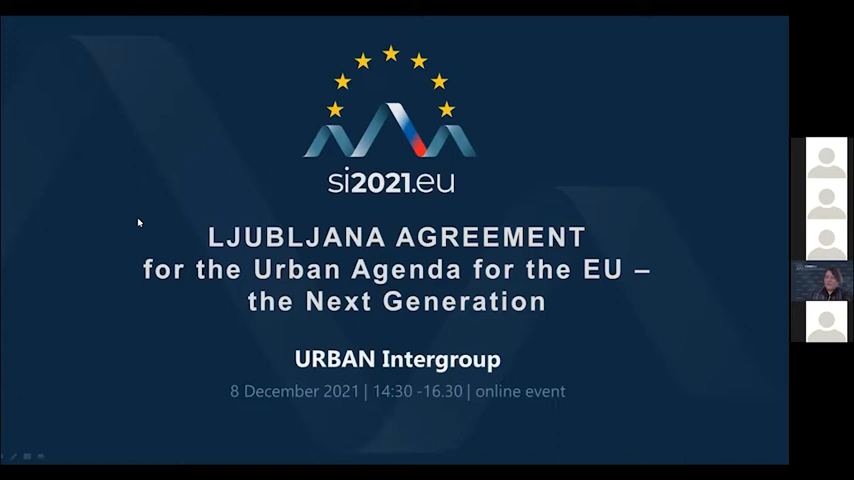 si2021.eu
LJUBLJANA AGREEMENT
for the Urban Agenda for the EU –
the Next Generation
URBAN Intergroup
8 December 2021 | 14:30 -16.30 | online event